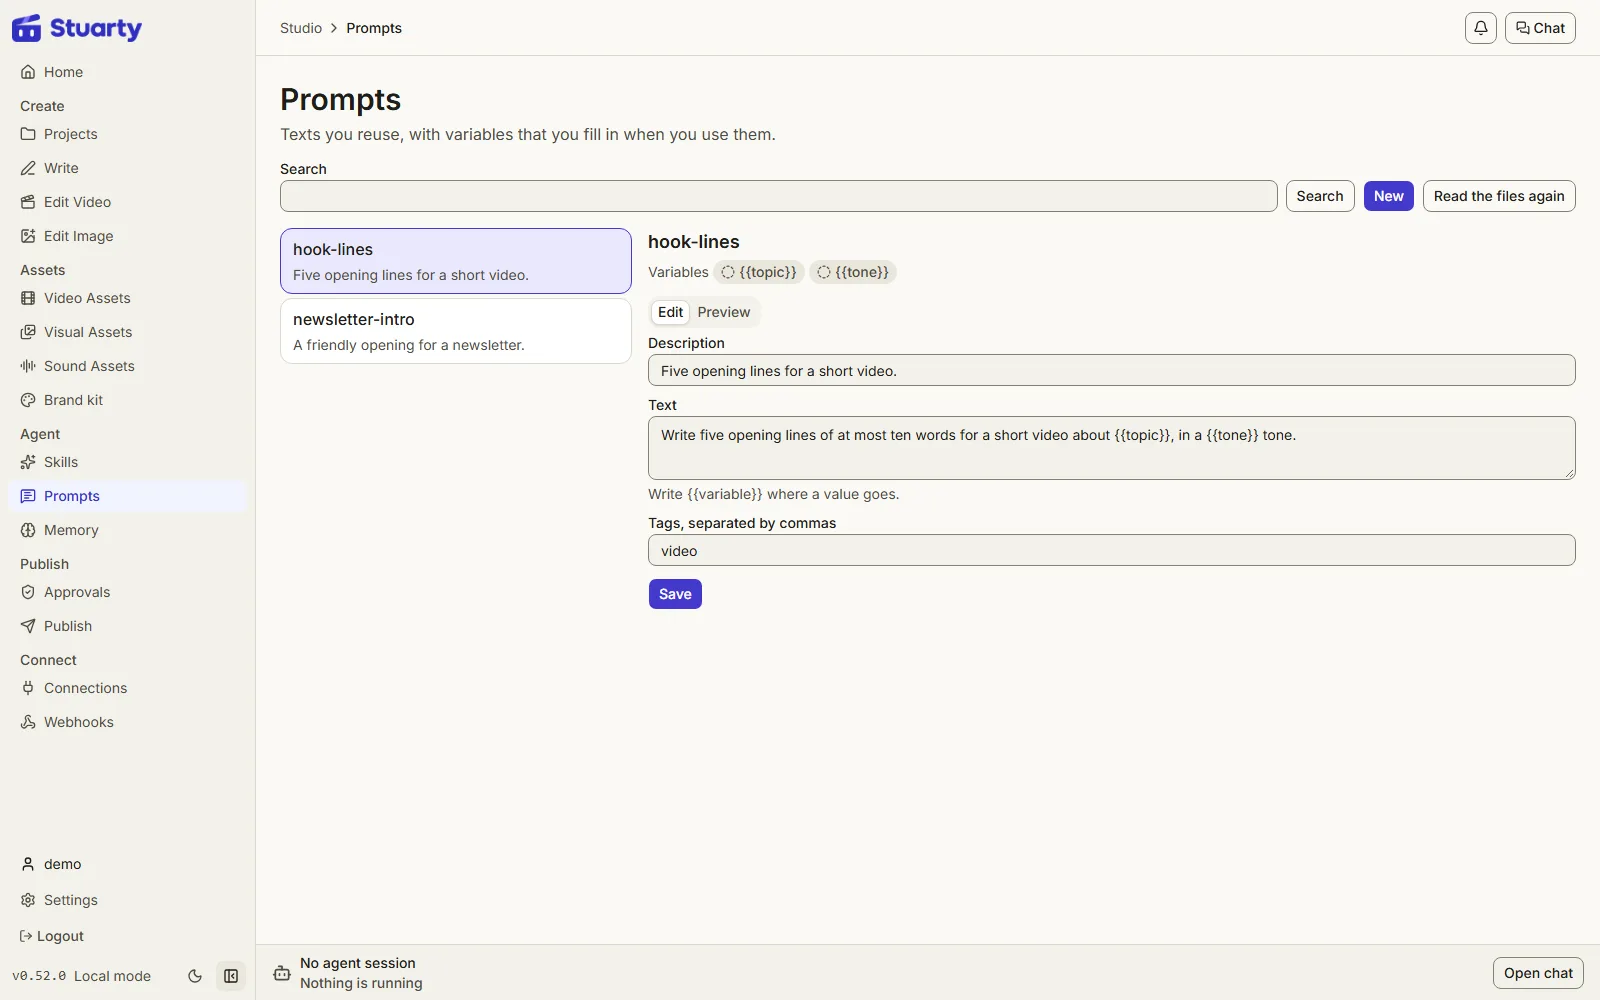 Stuarty
Home
Create
Projects
Write
Edit Video
Edit Image
Assets
Video Assets
Visual Assets
Sound Assets
Brand kit
Agent
Skills
Prompts
Memory
Publish
Approvals
Publish
Connect
Connections
Webhooks
demo
Settings
Logout
v0.52.0 Local mode
Studio > Prompts
Chat
Prompts
Texts you reuse, with variables that you fill in when you use them.
Search
Search
New
Read the files again
hook-lines
Five opening lines for a short video.
newsletter-intro
A friendly opening for a newsletter.
hook-lines
Variables {{topic}} {{tone}}
Edit Preview
Description
Five opening lines for a short video.
Text
Write five opening lines of at most ten words for a short video about {{topic}}, in a {{tone}} tone.
Write {{variable}} where a value goes.
Tags, separated by commas
video
Save
No agent session
Nothing is running
Open chat